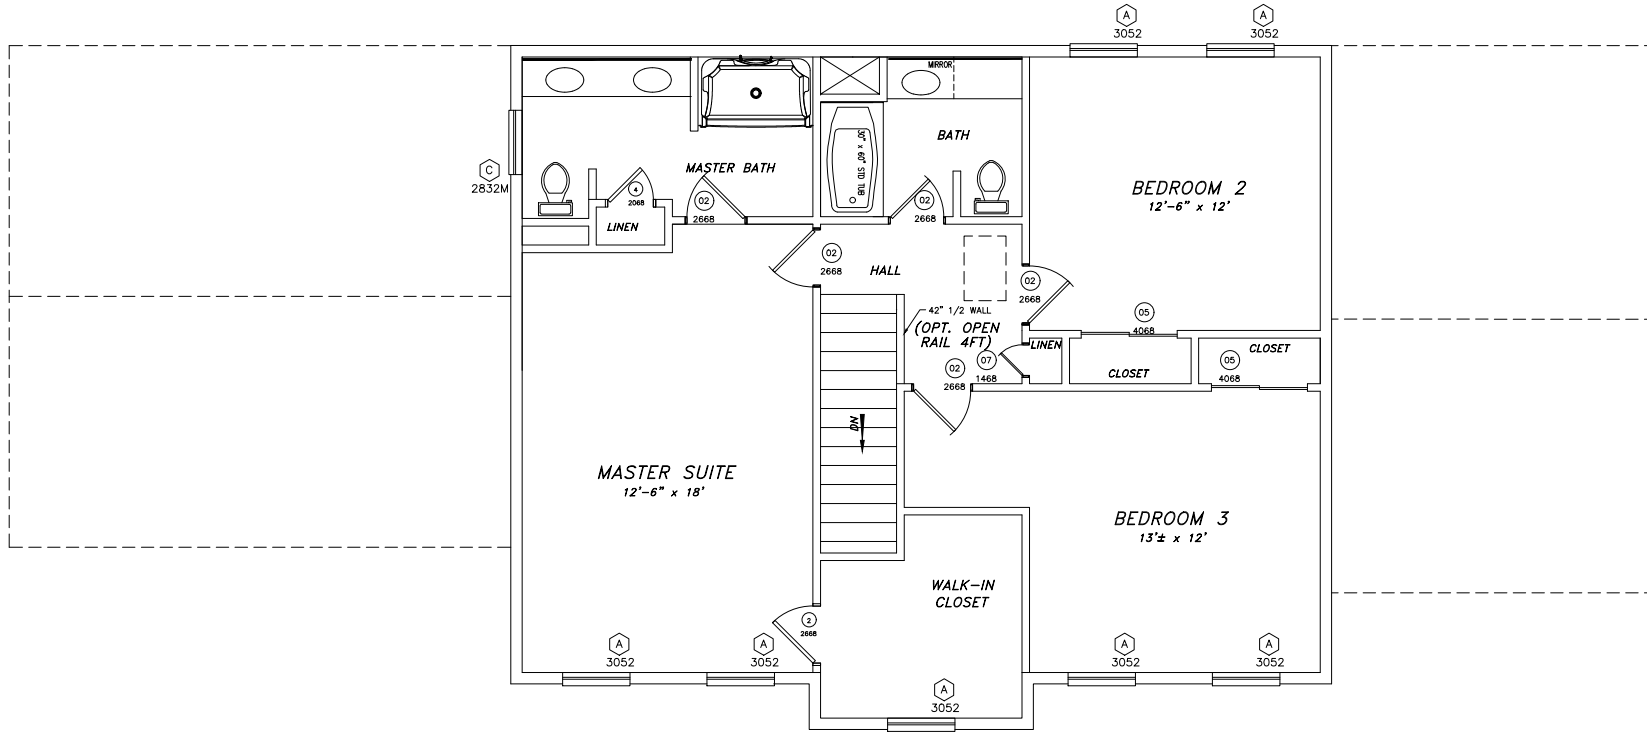 A
3052
A
3052
MIRROR
30" x 60" STD TUB
BATH
MASTER BATH
C
2832M
4
2068
02
2668
02
2668
BEDROOM 2
12'-6" x 12'
LINEN
02
2668
HALL
02
2668
42" 1/2 WALL
(OPT. OPEN
RAIL 4FT)
05
4068
LINEN
07
1468
02
2668
CLOSET
05
4068
CLOSET
DN
MASTER SUITE
12'-6" x 18'
BEDROOM 3
13'± x 12'
WALK-IN
CLOSET
2
2668
A
3052
A
3052
A
3052
A
3052
A
3052